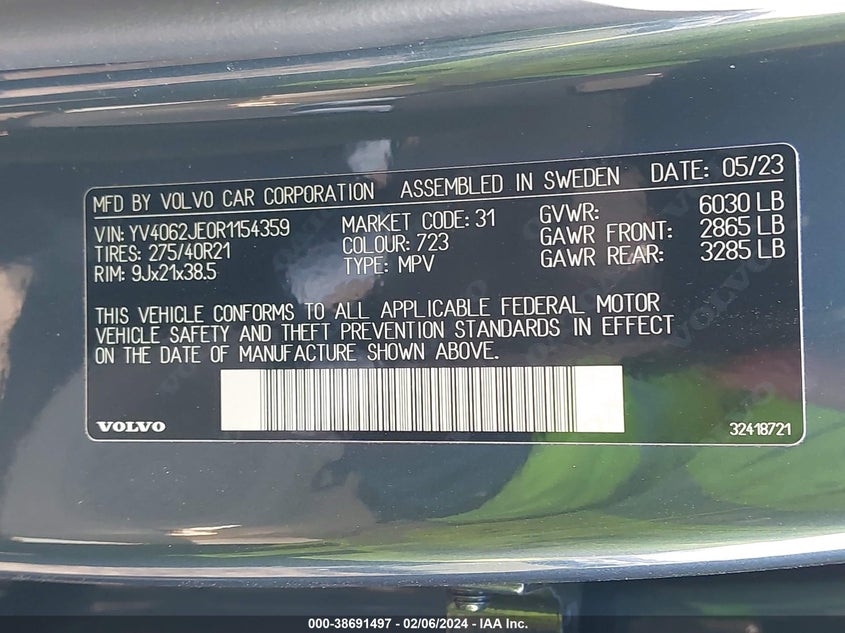 MFD BY VOLVO CAR CORPORATION ASSEMBLED IN SWEDEN DATE: 05/23
VIN: YV4062JE0R1154359 MARKET CODE: 31 GVWR: 6030 LB
TIRES: 275/40R21 COLOUR: 723 GAWR FRONT: 2865 LB
RIM: 9Jx21x38.5 TYPE: MPV GAWR REAR: 3285 LB
THIS VEHICLE CONFORMS TO ALL APPLICABLE FEDERAL MOTOR
VEHICLE SAFETY AND THEFT PREVENTION STANDARDS IN EFFECT
ON THE DATE OF MANUFACTURE SHOWN ABOVE.
VOLVO 32418721
000-38691497 - 02/06/2024 - IAA Inc.